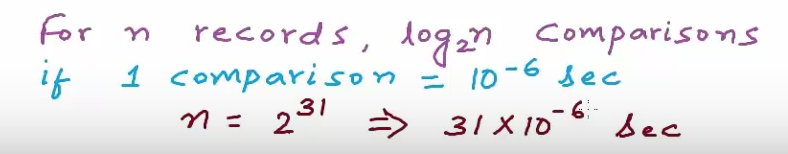 For n records, log₂n comparisons
if 1 comparison = 10⁻⁶ sec
n = 2³¹ ⇒ 31 X 10⁻⁶ sec